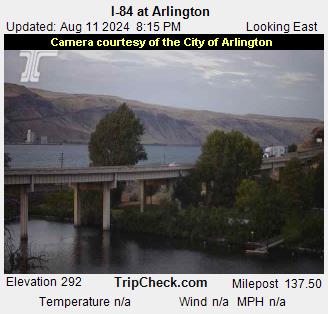 I-84 at Arlington
Updated: Aug 11 2024 8:15 PM Looking East
Camera courtesy of the City of Arlington
Elevation 292 TripCheck.com Milepost 137.50
Temperature n/a Wind n/a MPH n/a